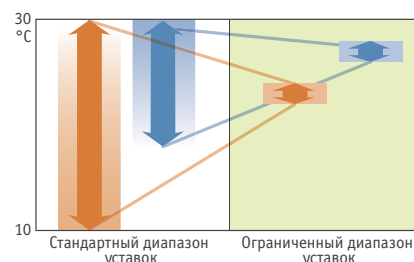 30
°C
10
Стандартный диапазон
уставок
Ограниченный диапазон
уставок